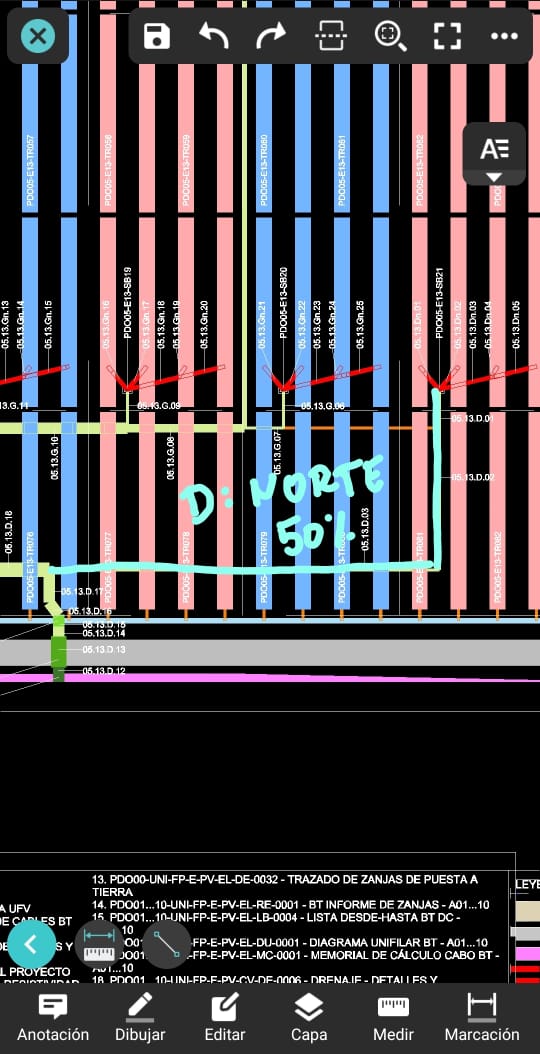 PDO05-E13-TR057
PDO05-E13-TR058
PDO05-E13-TR059
PDO05-E13-TR060
PDO05-E13-TR061
PDO05-E13-TR062
05.13.Gn.13
05.13.Gn.14
05.13.Gn.15
05.13.Gn.16
PDO05-E13-SB19
05.13.Gn.17
05.13.Gn.18
05.13.Gn.19
05.13.Gn.20
05.13.Gn.21
PDO05-E13-SB20
05.13.Gn.22
05.13.Gn.23
05.13.Gn.24
05.13.Gn.25
05.13.Dn.01
PDO05-E13-SB21
05.13.Dn.02
05.13.Dn.03
05.13.Dn.04
05.13.Dn.05
05.13.G.11
05.13.G.09
05.13.G.06
05.13.D.01
05.13.G.10
05.13.G.08
05.13.G.07
05.13.D.02
D: NORTE
50%
05.13.D.18
05.13.D.03
PDO05-E13-TR076
PDO05-E13-TR077
PDO05-E13-TR078
PDO05-E13-TR079
PDO05-E13-TR081
PDO05-E13-TR082
05.13.D.17
05.13.D.16
05.13.D.15
05.13.D.14
05.13.D.13
05.13.D.12
13. PDO00-UNI-FP-E-PV-EL-DE-0032 - TRAZADO DE ZANJAS DE PUESTA A
TIERRA
14. PDO01...10-UNI-FP-E-PV-EL-RE-0001 - BT INFORME DE ZANJAS - A01...10
15. PDO01...10-UNI-FP-E-PV-EL-LB-0004 - LISTA DESDE-HASTA BT DC -
10
-UNI-FP-E-PV-EL-DU-0001 - DIAGRAMA UNIFILAR BT - A01...10
-UNI-FP-E-PV-EL-MC-0001 - MEMORIAL DE CÁLCULO CABO BT -
A01...10
18. PDO01...10-UNI-FP-E-PV-CV-DE-0006 - DRENAJE - DETALLES Y
A UFV
DE CABLES BT
S Y
AL PROYECTO
LEYE
Anotación
Dibujar
Editar
Capa
Medir
Marcación